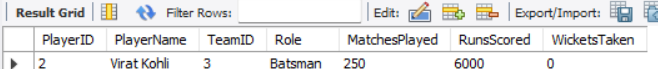 Result Grid Filter Rows: Edit: Export/Import:
PlayerID PlayerName TeamID Role MatchesPlayed RunsScored WicketsTaken
2 Virat Kohli 3 Batsman 250 6000 0